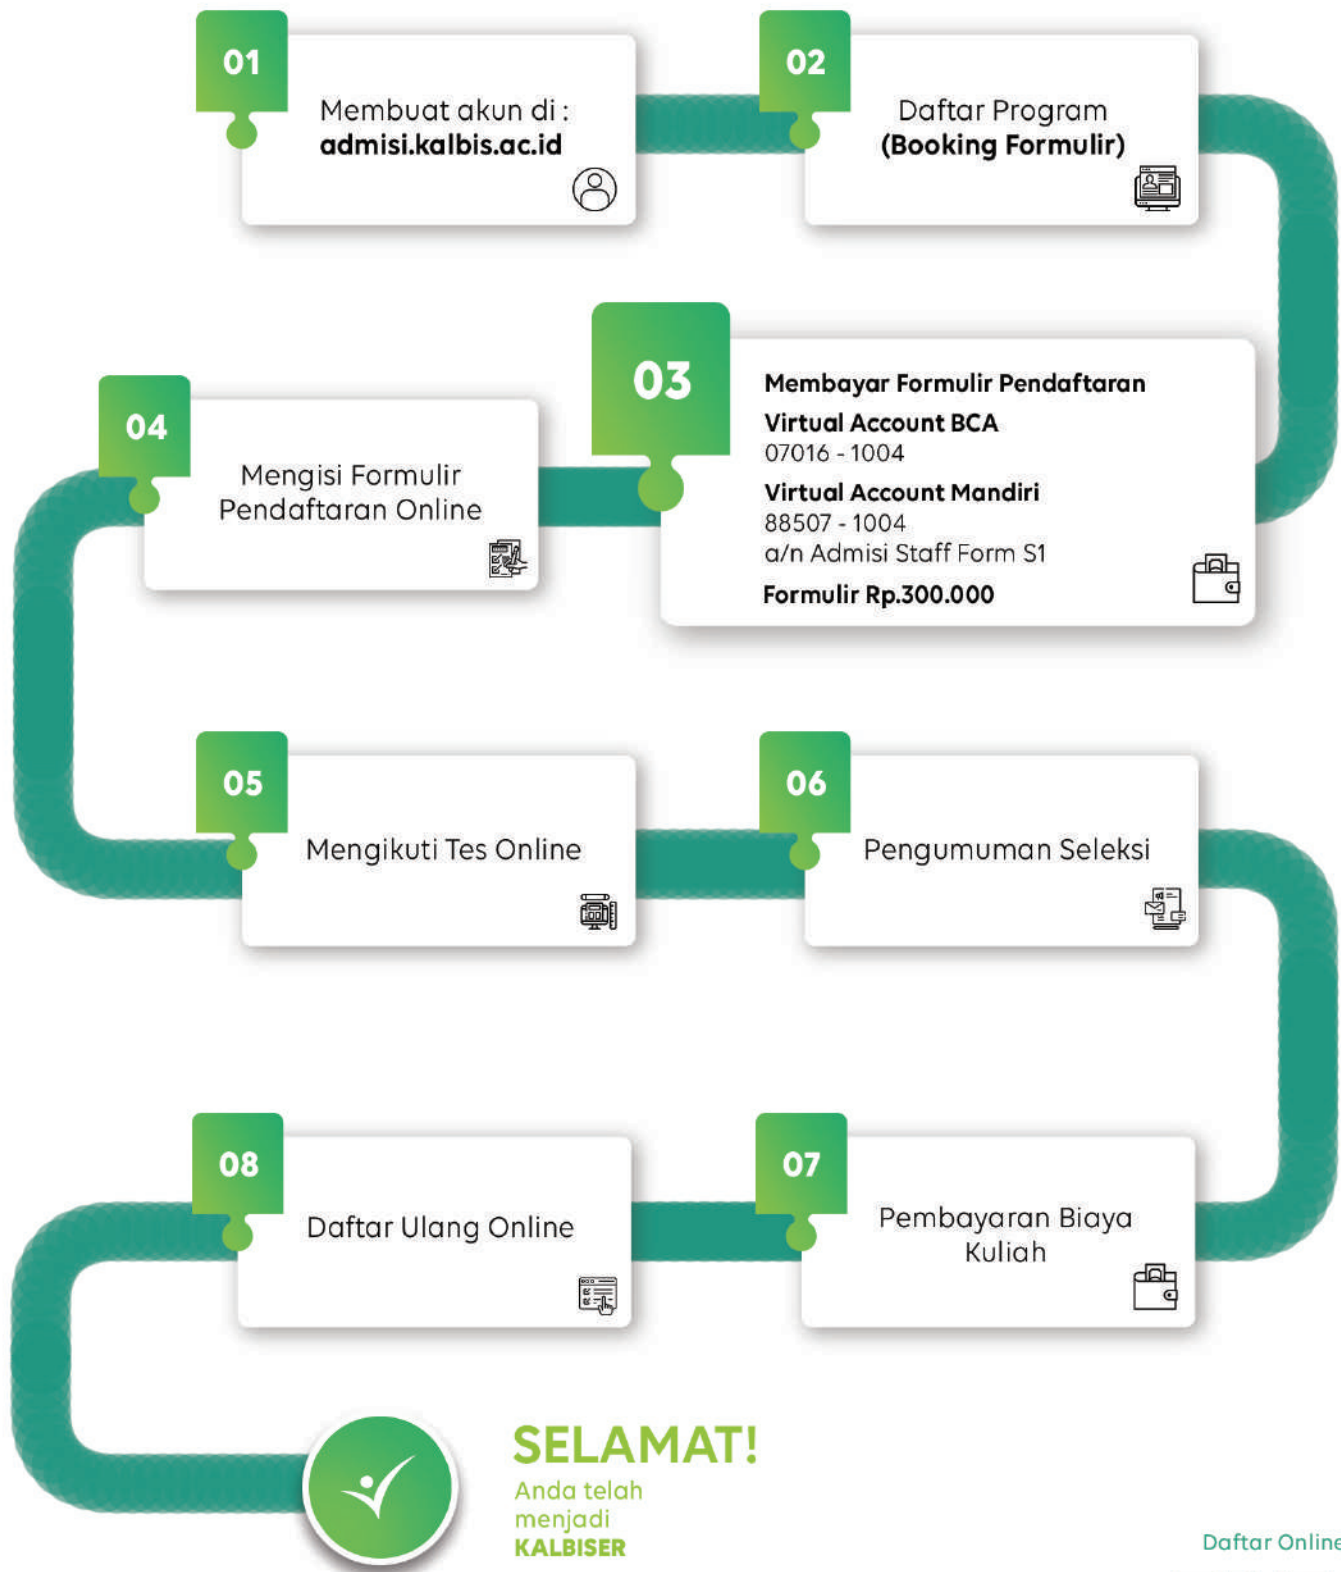 01
Membuat akun di :
admisi.kalbis.ac.id
02
Daftar Program
(Booking Formulir)
03
Membayar Formulir Pendaftaran
Virtual Account BCA
07016 - 1004
Virtual Account Mandiri
88507 - 1004
a/n Admisi Staff Form S1
Formulir Rp.300.000
04
Mengisi Formulir
Pendaftaran Online
05
Mengikuti Tes Online
06
Pengumuman Seleksi
07
Pembayaran Biaya
Kuliah
08
Daftar Ulang Online
SELAMAT!
Anda telah
menjadi
KALBISER
Daftar Online